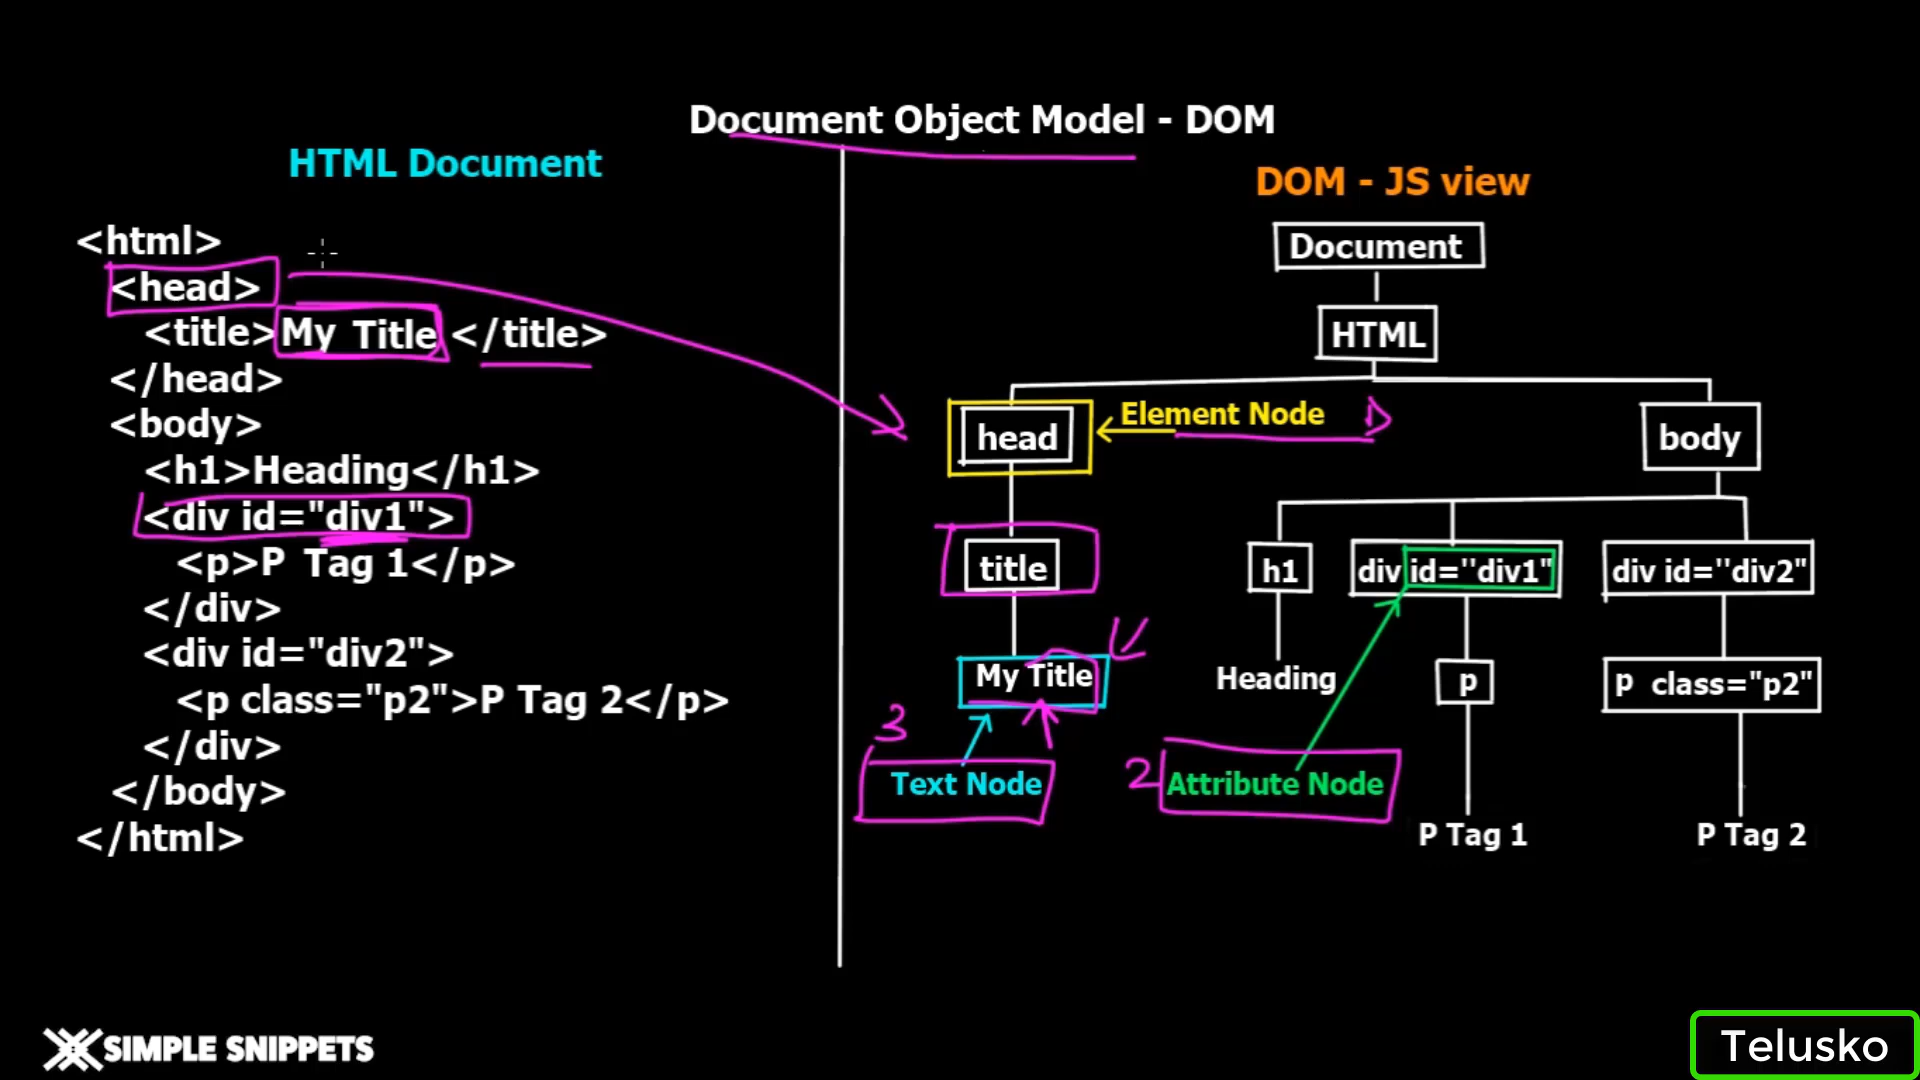 Document Object Model - DOM
HTML Document
<html>
<head>
<title>My Title </title>
</head>
<body>
<h1>Heading</h1>
<div id="div1">
<p>P Tag 1</p>
</div>
<div id="div2">
<p class="p2">P Tag 2</p>
</div>
</body>
</html>
DOM - JS view
Document
HTML
head
Element Node
body
title
h1
div id="div1"
div id="div2"
My Title
Heading
p
p class="p2"
3
Text Node
2
Attribute Node
P Tag 1
P Tag 2
SIMPLE SNIPPETS
Telusko